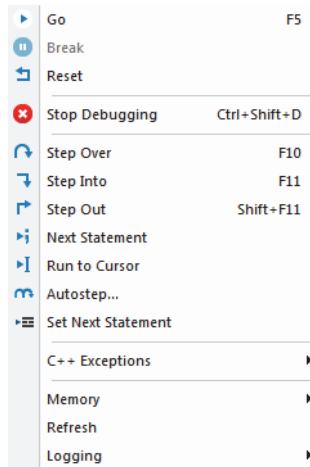 Go F5
Break
Reset
Stop Debugging Ctrl+Shift+D
Step Over F10
Step Into F11
Step Out Shift+F11
Next Statement
Run to Cursor
Autostep...
Set Next Statement
C++ Exceptions
Memory
Refresh
Logging